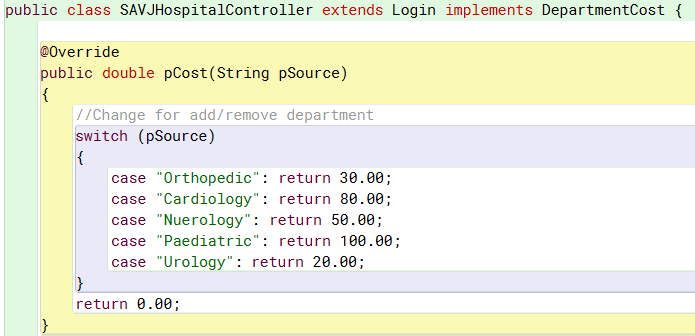 public class SAVJHospitalController extends Login implements DepartmentCost {
@Override
public double pCost(String pSource)
{
//Change for add/remove department
switch (pSource)
{
case "Orthopedic": return 30.00;
case "Cardiology": return 80.00;
case "Nuerology": return 50.00;
case "Paediatric": return 100.00;
case "Urology": return 20.00;
}
return 0.00;
}